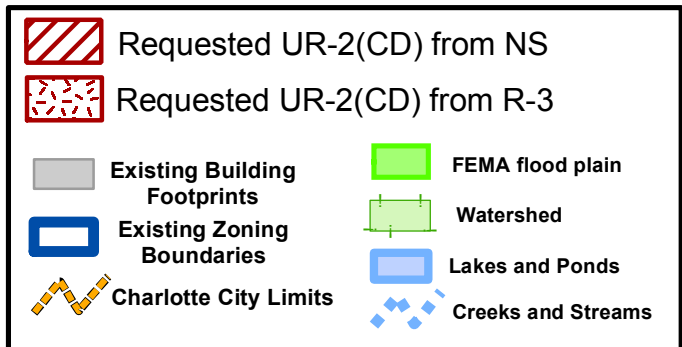 Requested UR-2(CD) from NS
Requested UR-2(CD) from R-3
Existing Building
Footprints
Existing Zoning
Boundaries
Charlotte City Limits
FEMA flood plain
Watershed
Lakes and Ponds
Creeks and Streams